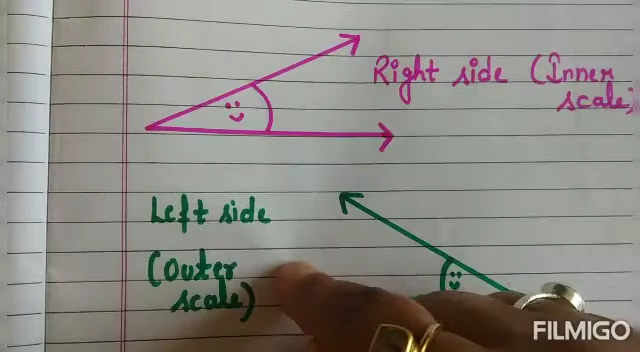 Right side (Inner
scale)
Left side
(Outer
scale)
FILMIGO